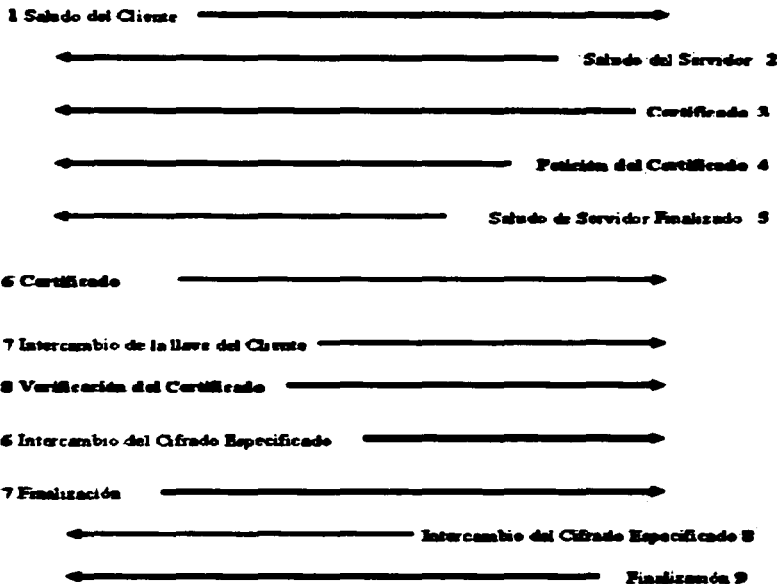 1 Saludo del Cliente
Saludo del Servidor 2
Certificado 3
Petición del Certificado 4
Saludo de Servidor Finalizado 5
6 Certificado
7 Intercambio de la llave del Cliente
8 Verificación del Certificado
6 Intercambio del Cifrado Especificado
7 Finalización
Intercambio del Cifrado Especificado 8
Finalización 9